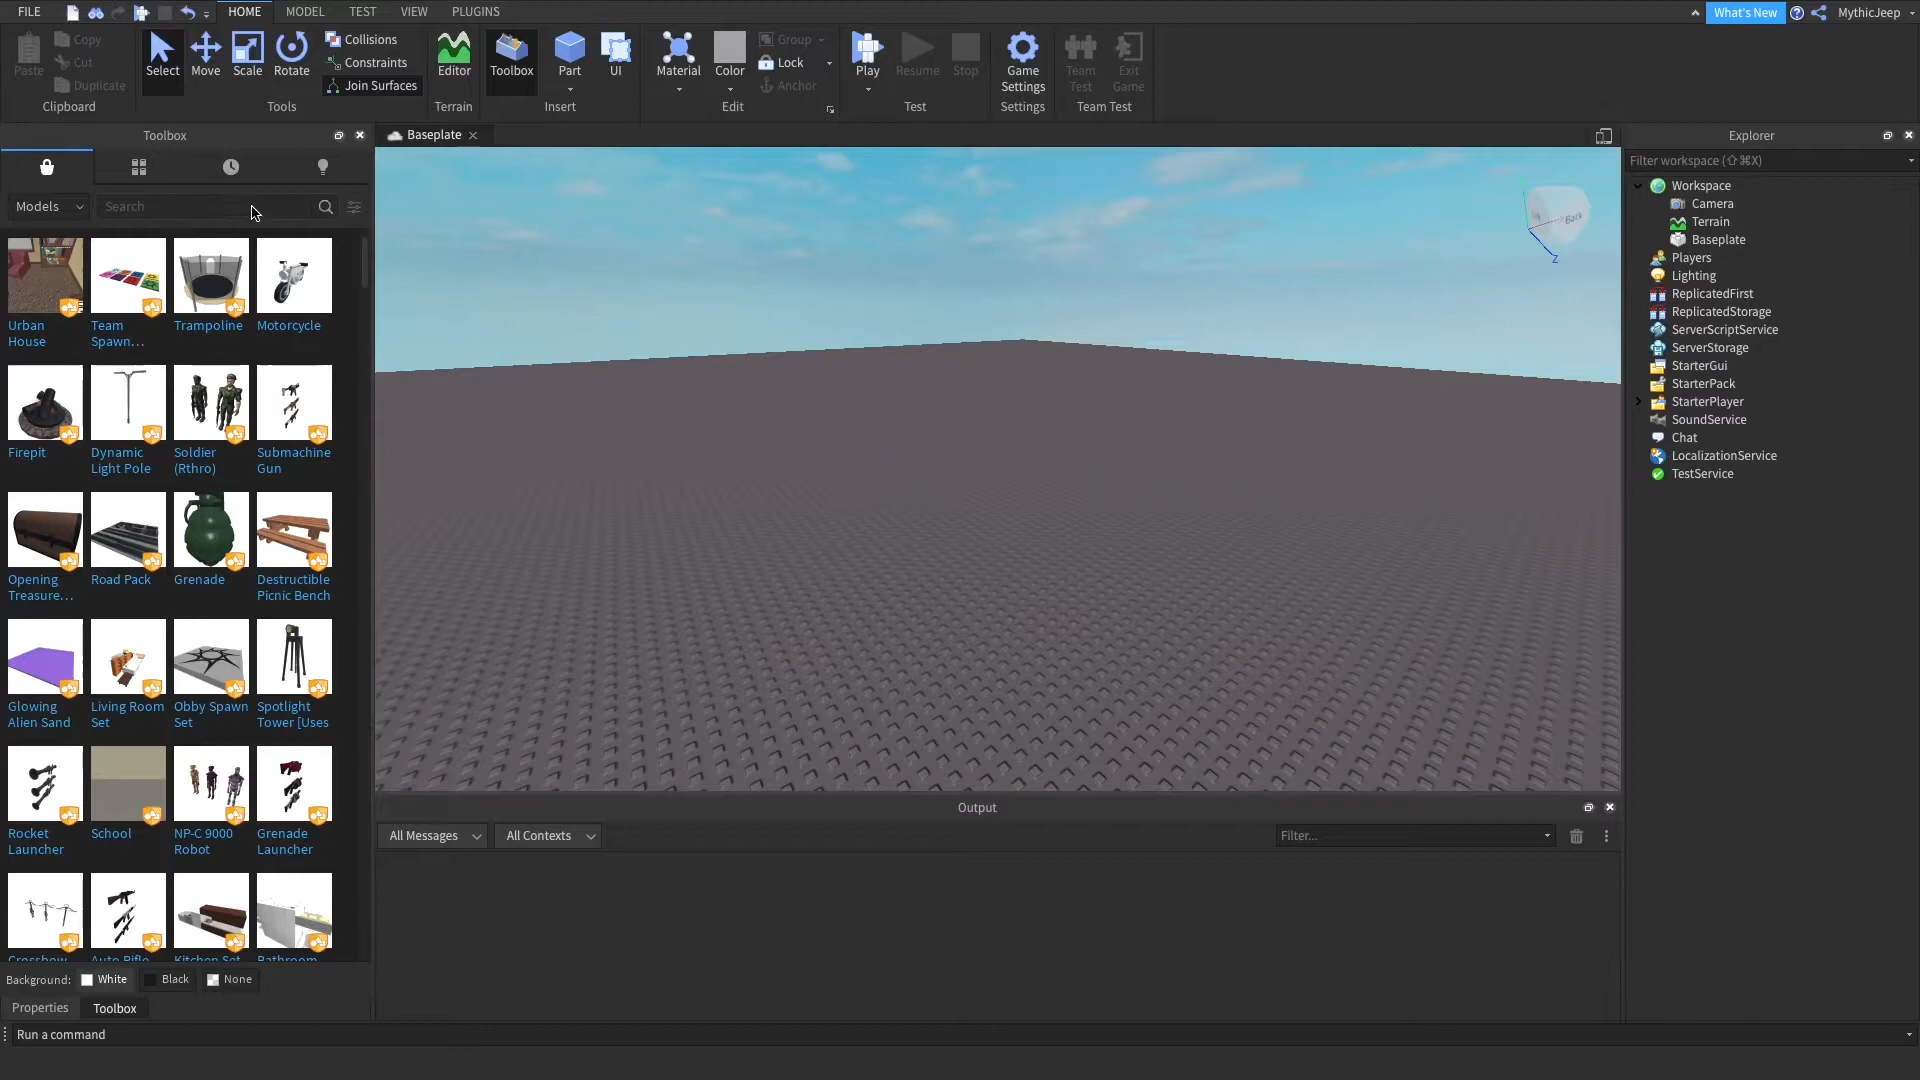 FILE HOME MODEL TEST VIEW PLUGINS What's New MythicJeep
Paste Copy Cut Duplicate
Clipboard
Select Move Scale Rotate Collisions Constraints Join Surfaces
Tools
Editor
Terrain
Toolbox Part UI
Insert
Material Color Group Lock Anchor
Edit
Play Resume Stop
Test
Game Settings
Settings
Team Test Exit Game
Team Test
Toolbox
Models Search
Urban House
Team Spawn...
Trampoline
Motorcycle
Firepit
Dynamic Light Pole
Soldier (Rthro)
Submachine Gun
Opening Treasure...
Road Pack
Grenade
Destructible Picnic Bench
Glowing Alien Sand
Living Room Set
Obby Spawn Set
Spotlight Tower [Uses
Rocket Launcher
School
NP-C 9000 Robot
Grenade Launcher
Crossbow
Auto Rifle
Kitchen Set
Bathroom
Background: White Black None
Properties Toolbox
Baseplate
Back
X
Z
Output
All Messages All Contexts Filter...
Explorer
Filter workspace (⇧⌘X)
Workspace
Camera
Terrain
Baseplate
Players
Lighting
ReplicatedFirst
ReplicatedStorage
ServerScriptService
ServerStorage
StarterGui
StarterPack
StarterPlayer
SoundService
Chat
LocalizationService
TestService
Run a command